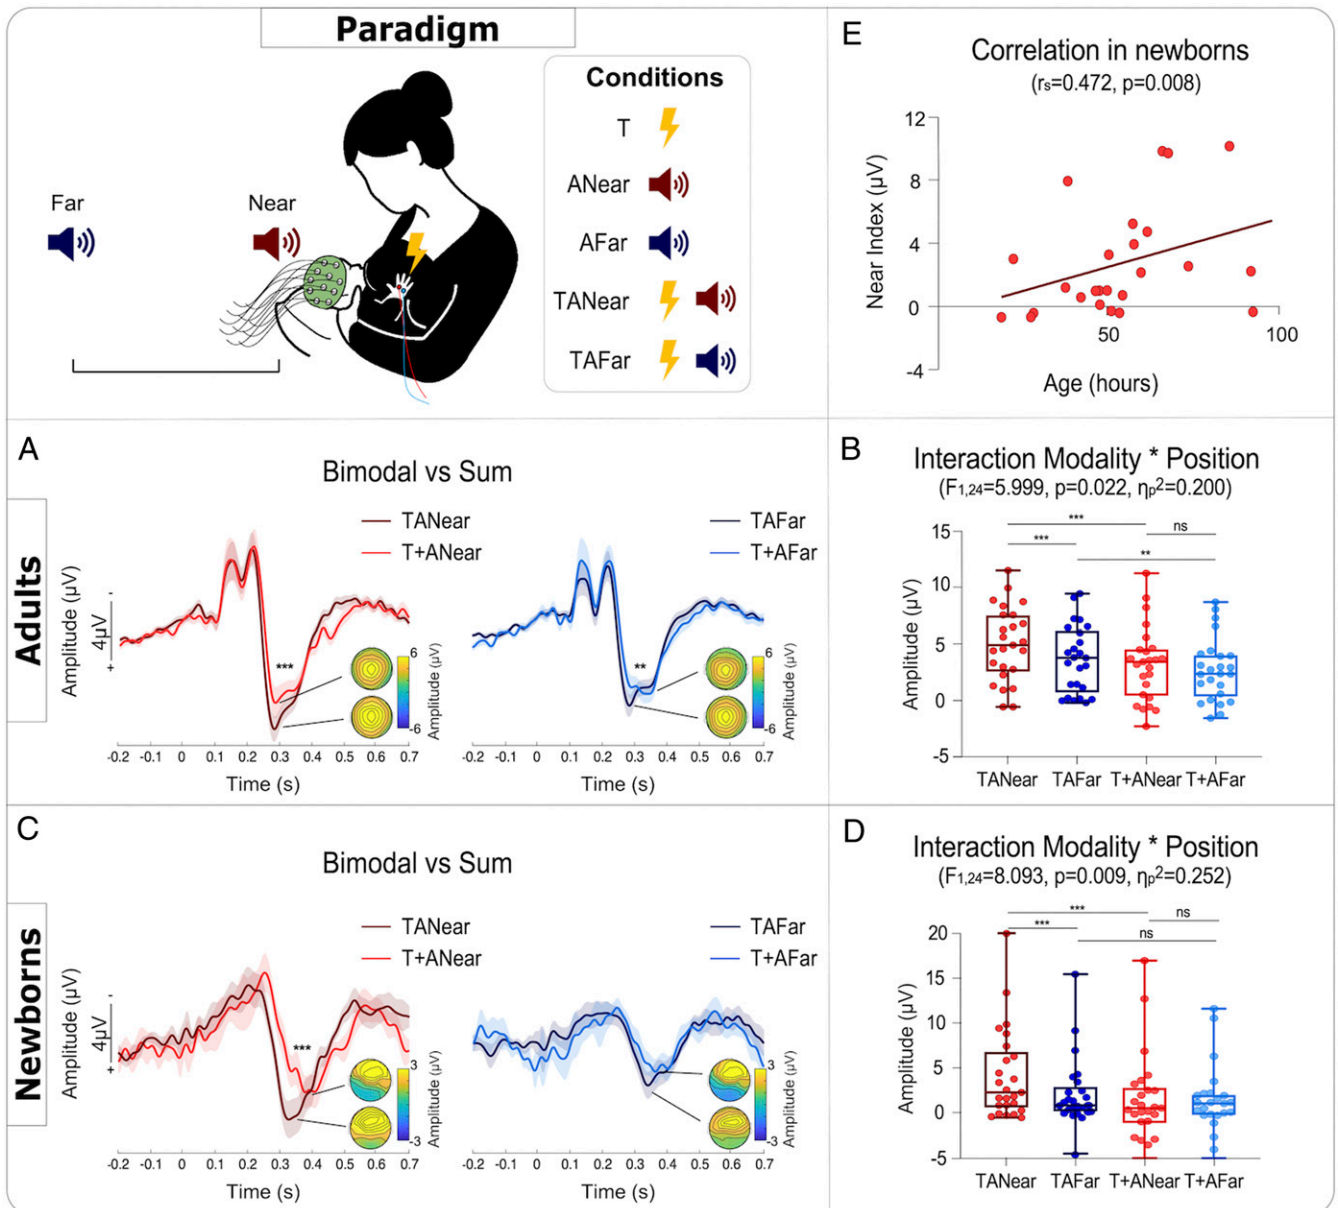 Paradigm
Far
Near
Conditions
T
ANear
AFar
TANear
TAFar
E
Correlation in newborns
(rs=0.472, p=0.008)
Near Index (µV)
12
8
4
0
-4
50
100
Age (hours)
Adults
A
Bimodal vs Sum
TANear
T+ANear
TAFar
T+AFar
Amplitude (µV)
-
4µV
+
***
6
-6
Amplitude (µV)
-0.2 -0.1 0 0.1 0.2 0.3 0.4 0.5 0.6 0.7
Time (s)
**
6
-6
Amplitude (µV)
-0.2 -0.1 0 0.1 0.2 0.3 0.4 0.5 0.6 0.7
Time (s)
B
Interaction Modality * Position
(F1,24=5.999, p=0.022, ηp2=0.200)
***
ns
***
**
Amplitude (µV)
15
10
5
0
-5
TANear TAFar T+ANear T+AFar
Newborns
C
Bimodal vs Sum
TANear
T+ANear
TAFar
T+AFar
Amplitude (µV)
-
4µV
+
***
3
-3
Amplitude (µV)
-0.2 -0.1 0 0.1 0.2 0.3 0.4 0.5 0.6 0.7
Time (s)
3
-3
Amplitude (µV)
-0.2 -0.1 0 0.1 0.2 0.3 0.4 0.5 0.6 0.7
Time (s)
D
Interaction Modality * Position
(F1,24=8.093, p=0.009, ηp2=0.252)
***
ns
***
ns
Amplitude (µV)
20
15
10
5
0
-5
TANear TAFar T+ANear T+AFar